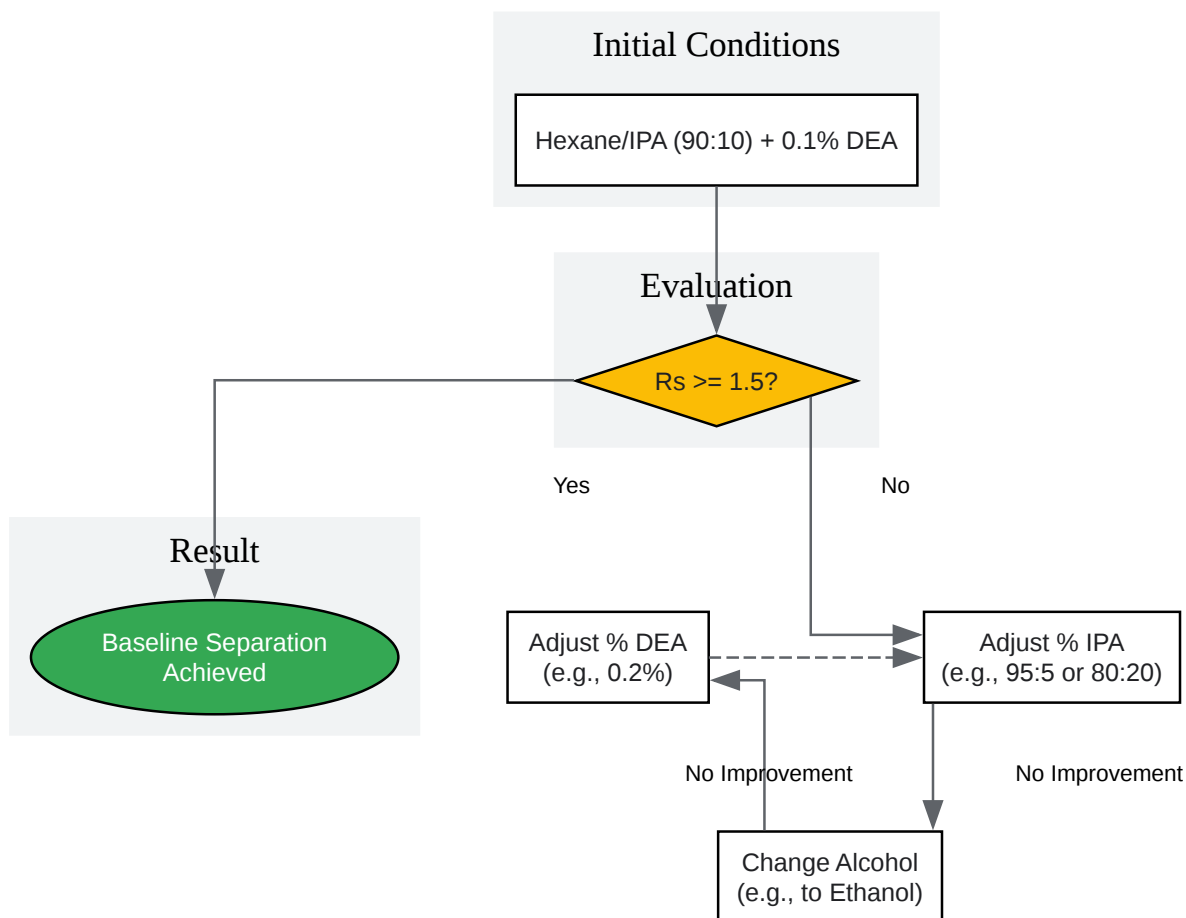 Initial Conditions
Hexane/IPA (90:10) + 0.1% DEA
Evaluation
Rs >= 1.5?
Yes
No
Result
Baseline Separation
Achieved
Adjust % DEA
(e.g., 0.2%)
Adjust % IPA
(e.g., 95:5 or 80:20)
No Improvement
No Improvement
Change Alcohol
(e.g., to Ethanol)